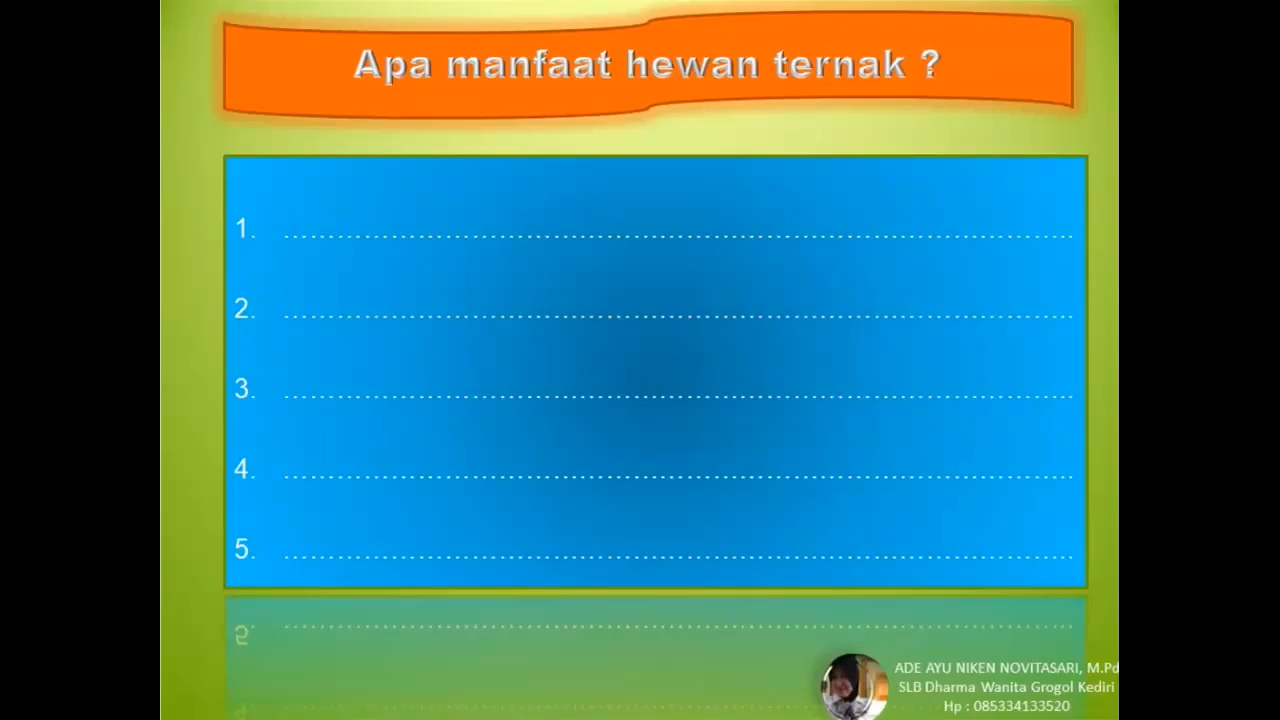 Apa manfaat hewan ternak ?
1. ........................................................................
2. ........................................................................
3. ........................................................................
4. ........................................................................
5. ........................................................................
ADE AYU NIKEN NOVITASARI, M.Pd
SLB Dharma Wanita Grogol Kediri
Hp : 085334133520